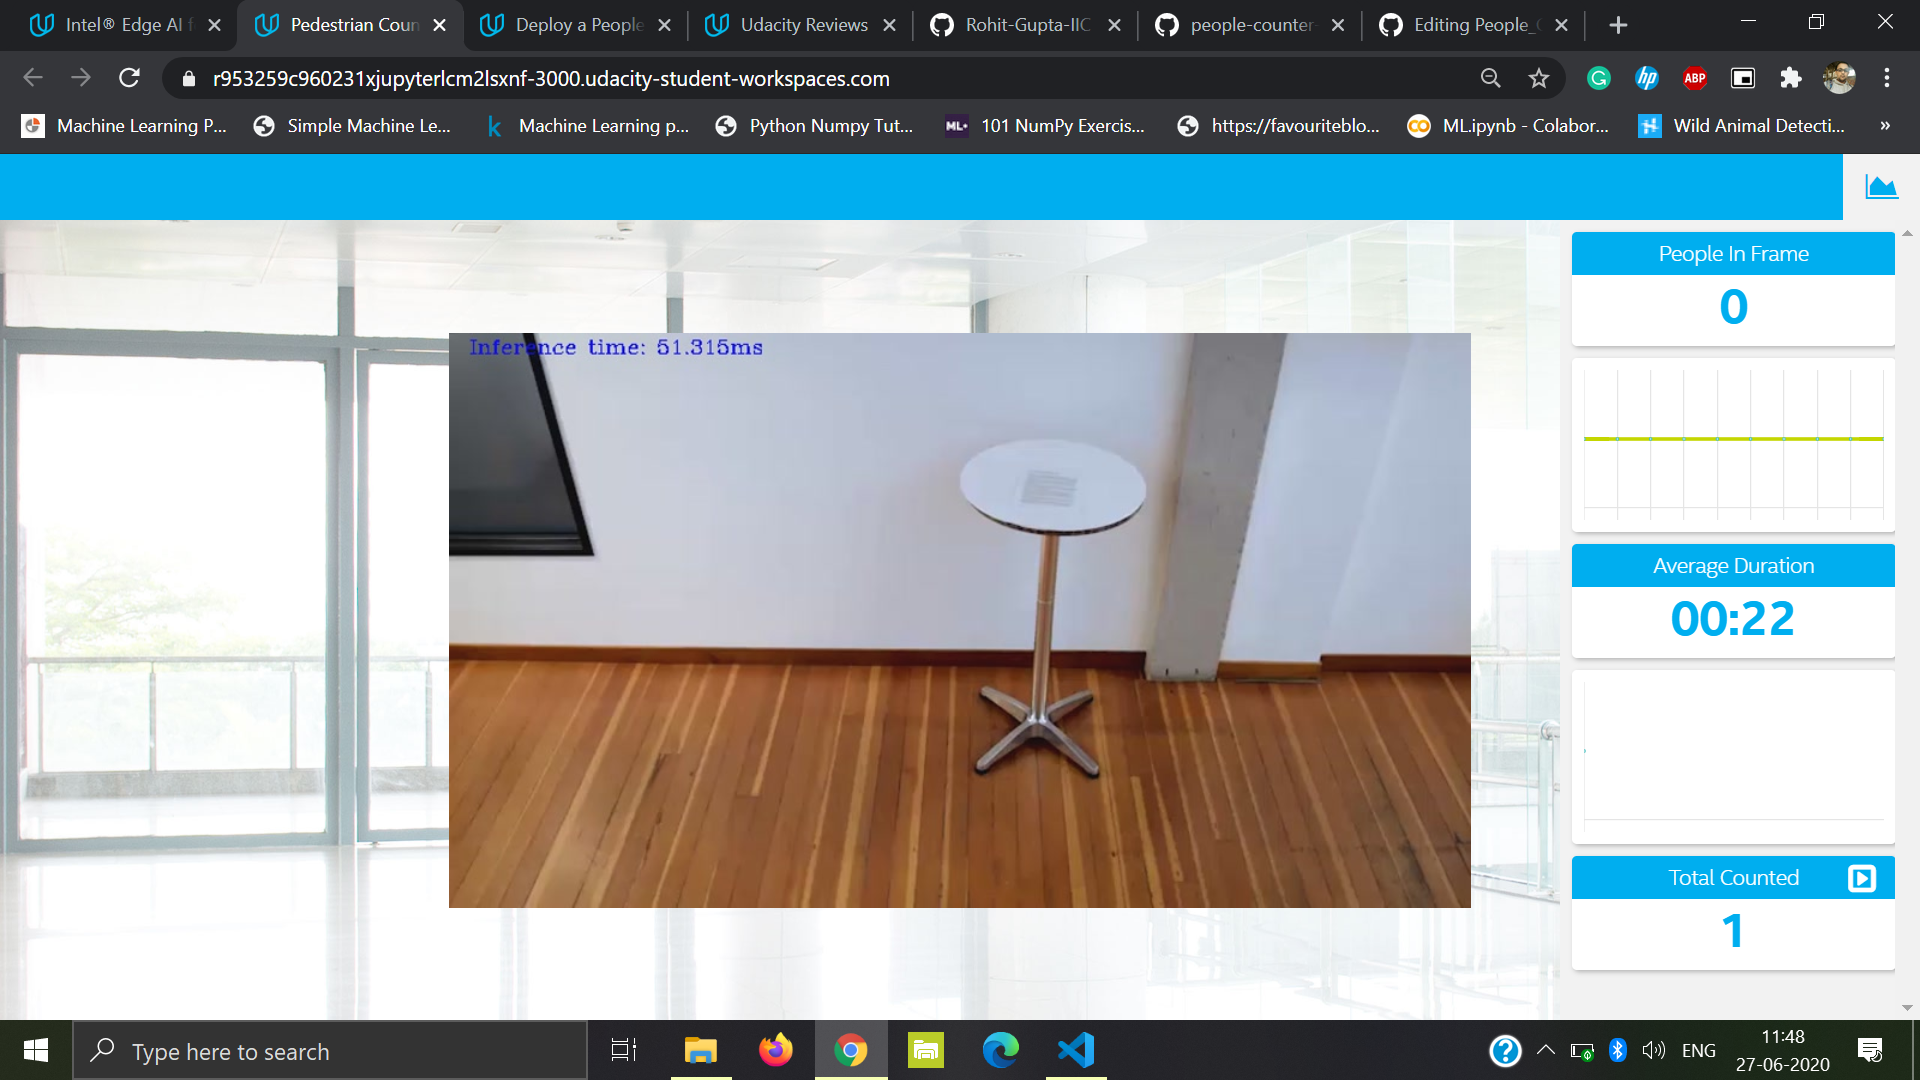 Intel® Edge AI f
Pedestrian Coun
Deploy a People
Udacity Reviews
Rohit-Gupta-IIC
people-counter-
Editing People_
r953259c960231xjupyterlcm2lsxnf-3000.udacity-student-workspaces.com
G
hp
ABP
Machine Learning P...
Simple Machine Le...
k
Machine Learning p...
Python Numpy Tut...
ML•
101 NumPy Exercis...
https://favouriteblo...
ML.ipynb - Colabor...
Wild Animal Detecti...
»
People In Frame
0
Inference time: 51.315ms
Average Duration
00:22
Total Counted
1
Type here to search
ENG
11:48
27-06-2020